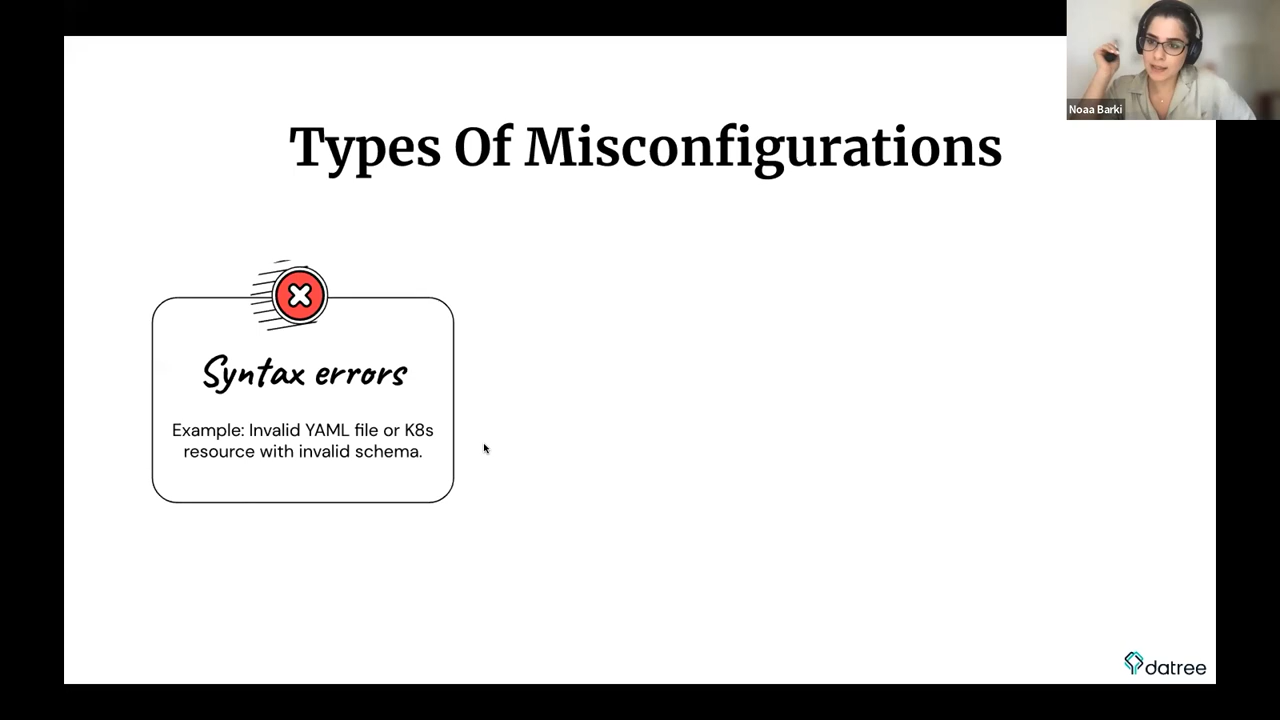 Noaa Barki
Types Of Misconfigurations
Syntax errors
Example: Invalid YAML file or K8s
resource with invalid schema.
datree